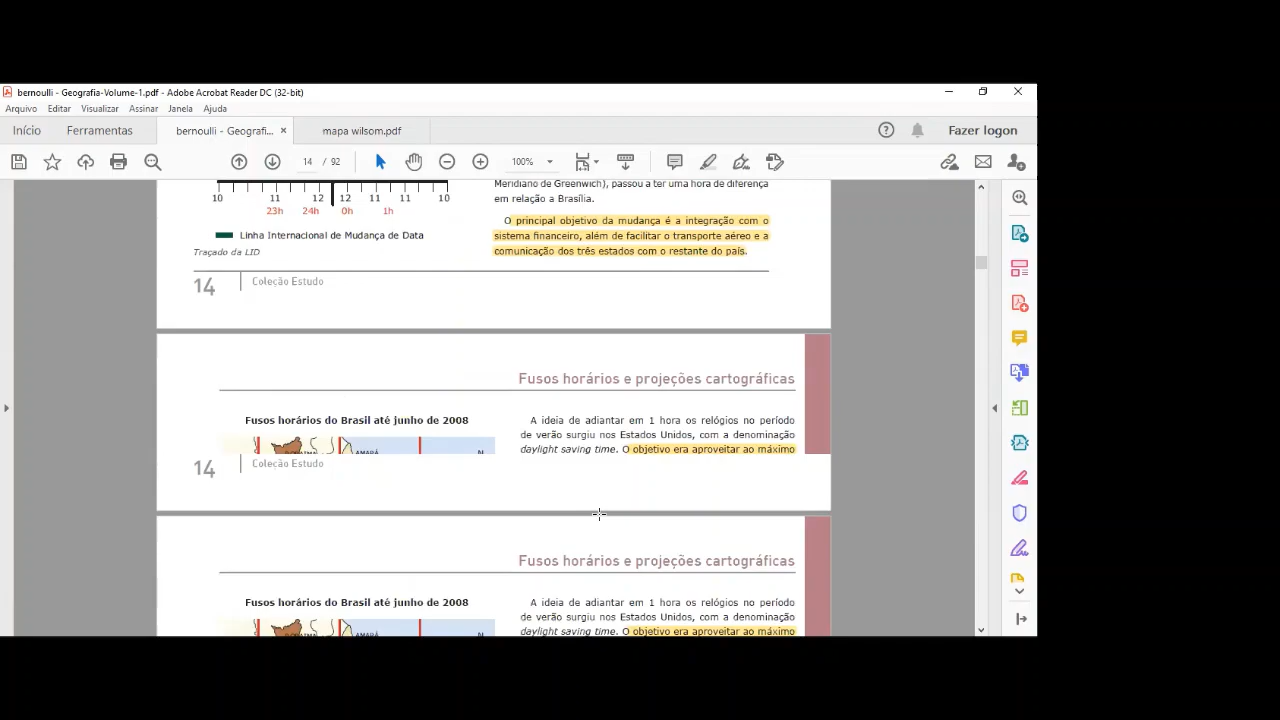 bernoulli - Geografia-Volume-1.pdf - Adobe Acrobat Reader DC (32-bit)
Arquivo Editar Visualizar Assinar Janela Ajuda
Início Ferramentas bernoulli - Geografi... × mapa wilsom.pdf Fazer logon
14 / 92 100%
10 11 12 12 11 11 10
23h 24h 0h 1h
Linha Internacional de Mudança de Data
Traçado da LID
Meridiano de Greenwich), passou a ter uma hora de diferença
em relação a Brasília.
O principal objetivo da mudança é a integração com o
sistema financeiro, além de facilitar o transporte aéreo e a
comunicação dos três estados com o restante do país.
14 Coleção Estudo
Fusos horários e projeções cartográficas
Fusos horários do Brasil até junho de 2008
A ideia de adiantar em 1 hora os relógios no período
de verão surgiu nos Estados Unidos, com a denominação
daylight saving time. O objetivo era aproveitar ao máximo
14 Coleção Estudo
Fusos horários e projeções cartográficas
Fusos horários do Brasil até junho de 2008
A ideia de adiantar em 1 hora os relógios no período
de verão surgiu nos Estados Unidos, com a denominação
daylight saving time. O objetivo era aproveitar ao máximo